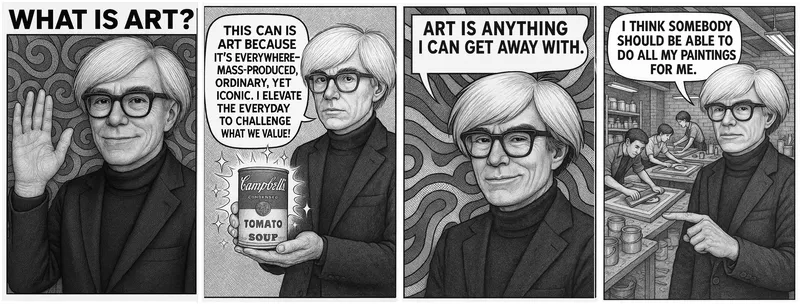 WHAT IS ART?
THIS CAN IS
ART BECAUSE
IT'S EVERYWHERE–
MASS-PRODUCED,
ORDINARY, YET
ICONIC. I ELEVATE
THE EVERYDAY
TO CHALLENGE
WHAT WE VALUE!
Campbell's
CONDENSED
TOMATO
SOUP
ART IS ANYTHING
I CAN GET AWAY WITH.
I THINK SOMEBODY
SHOULD BE ABLE TO
DO ALL MY PAINTINGS
FOR ME.